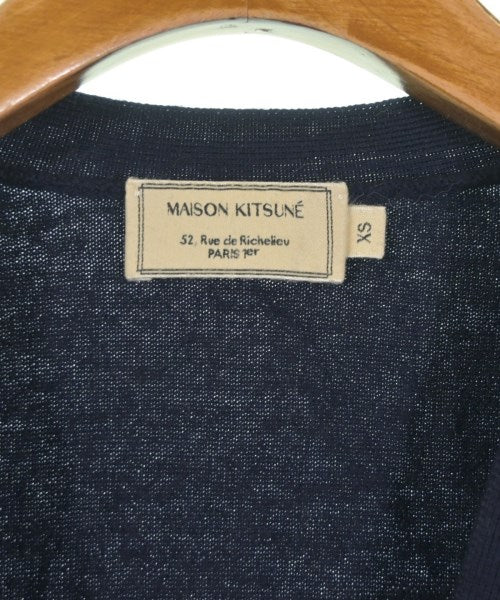 MAISON KITSUNÉ
52, Rue de Richelieu
PARIS 1er
XS